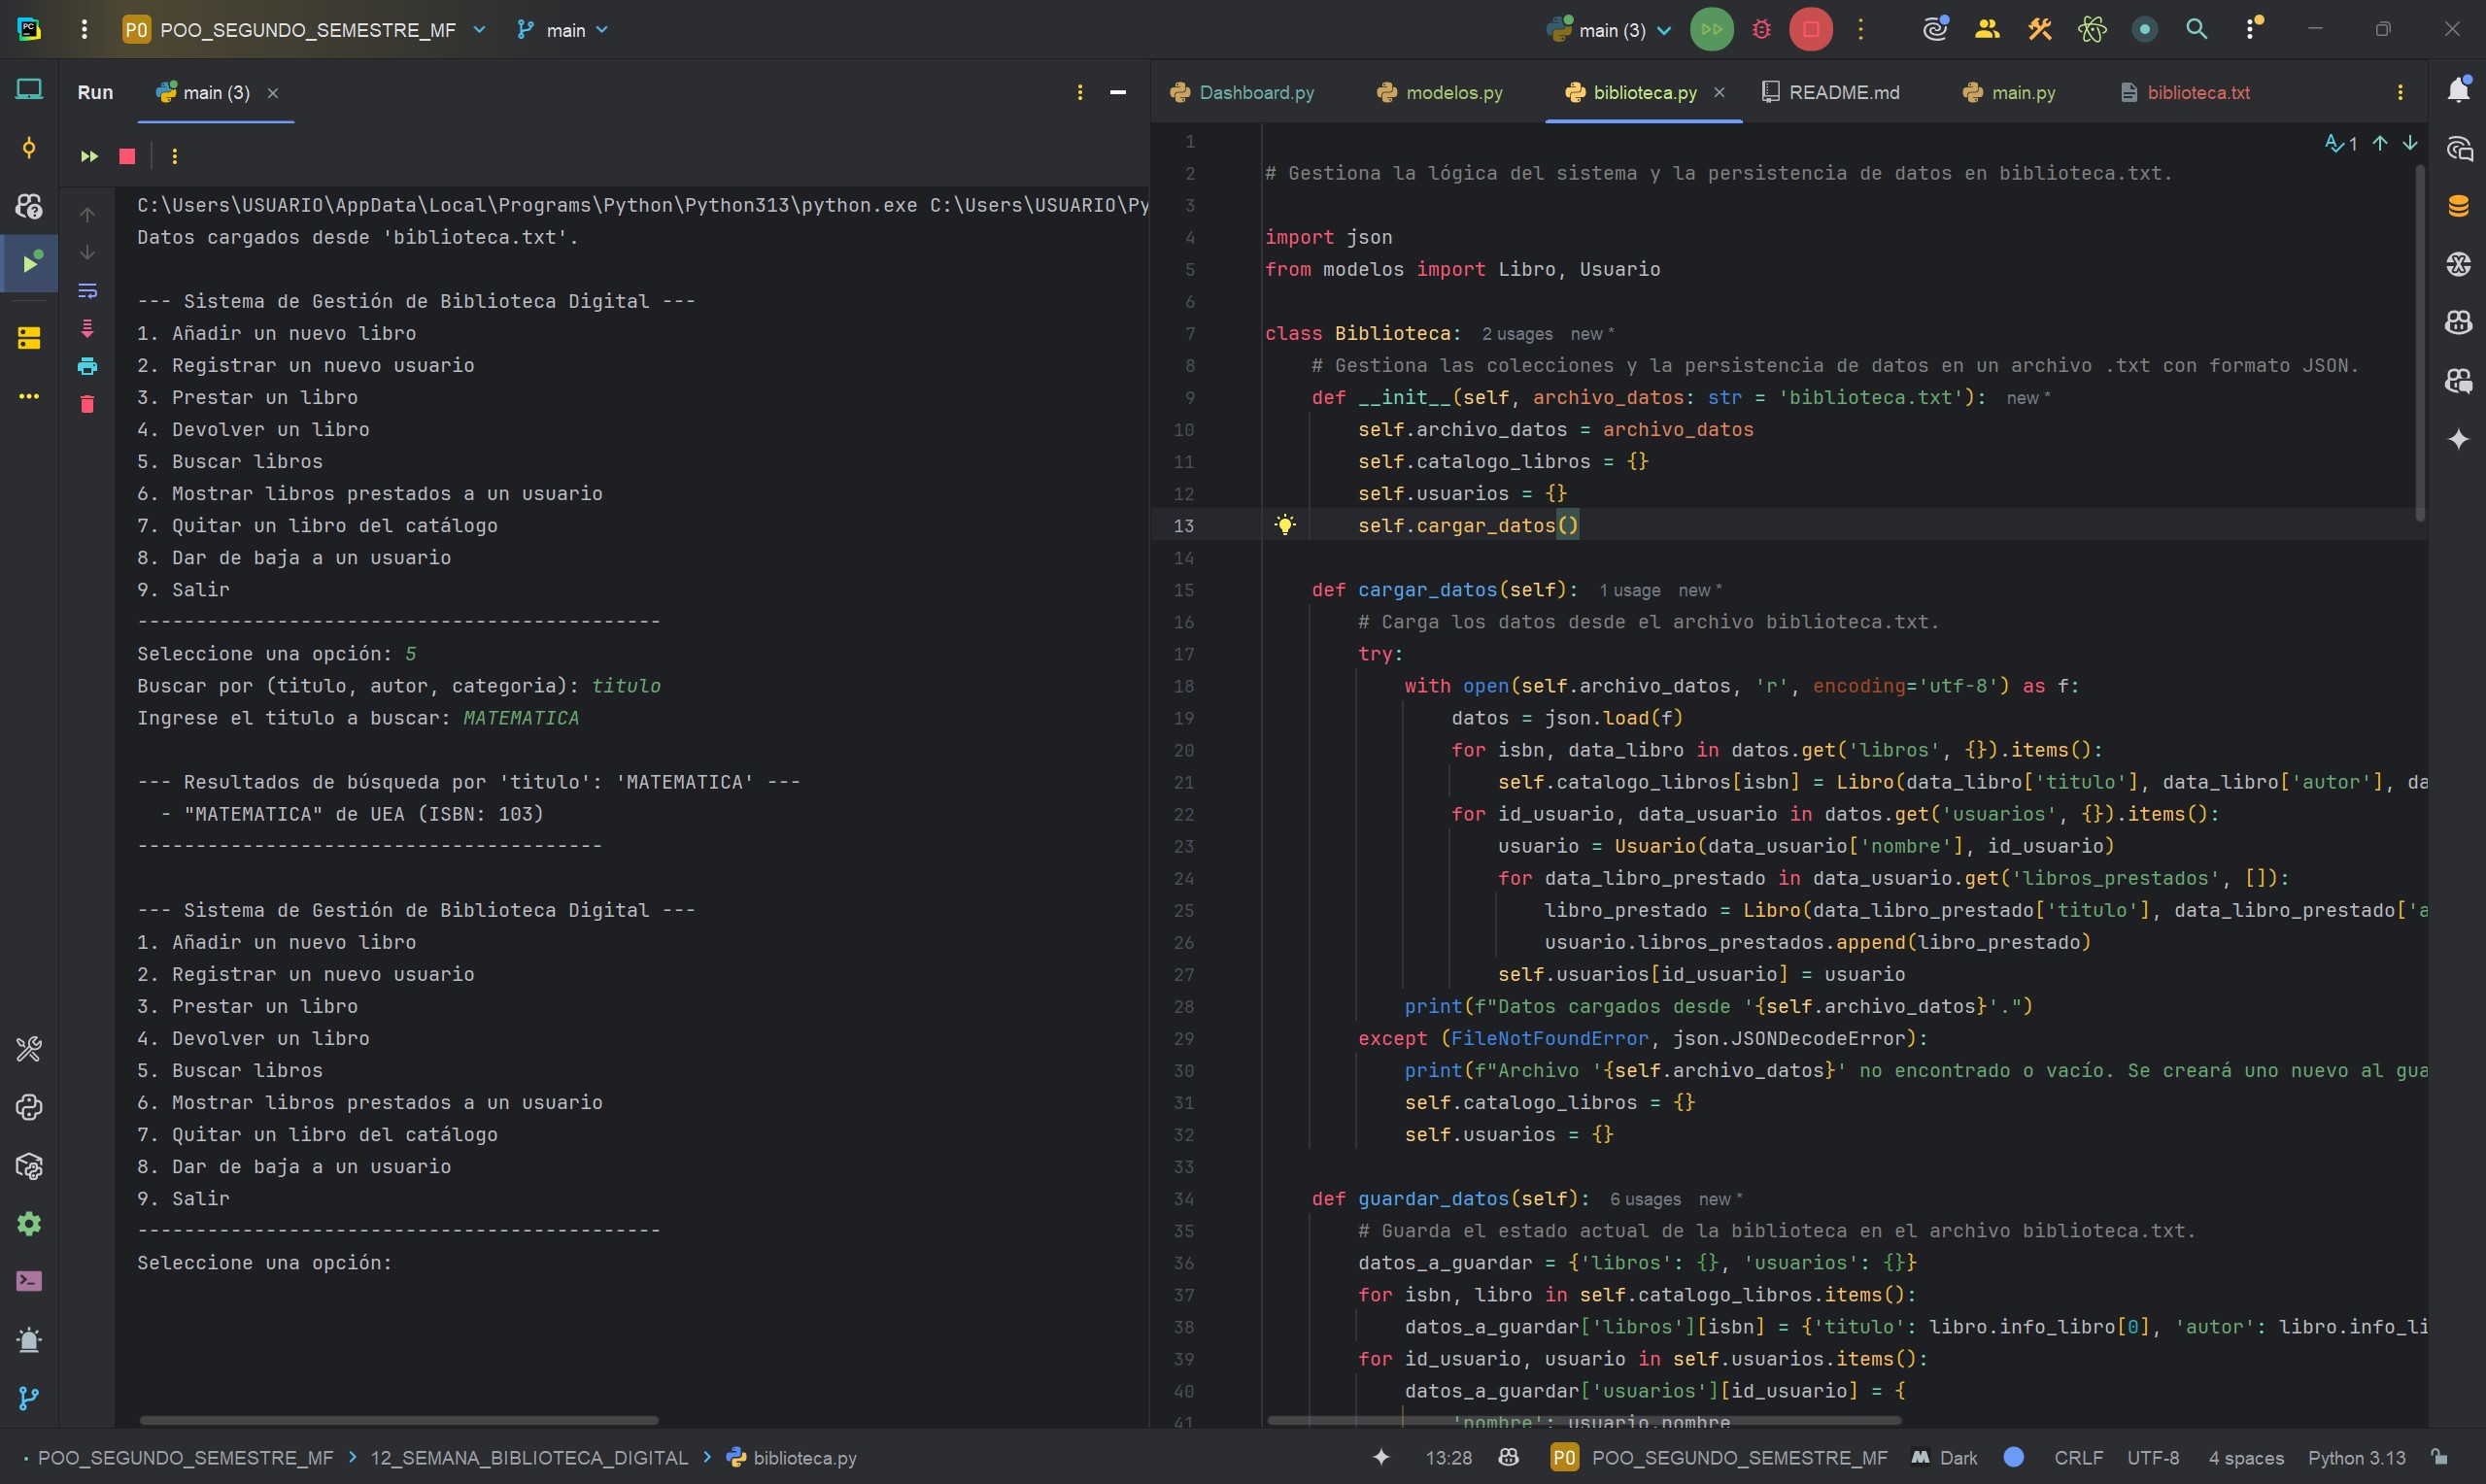 PC
PO POO_SEGUNDO_SEMESTRE_MF main
main (3)
Run main (3)
C:\Users\USUARIO\AppData\Local\Programs\Python\Python313\python.exe C:\Users\USUARIO\Py
Datos cargados desde 'biblioteca.txt'.
--- Sistema de Gestión de Biblioteca Digital ---
1. Añadir un nuevo libro
2. Registrar un nuevo usuario
3. Prestar un libro
4. Devolver un libro
5. Buscar libros
6. Mostrar libros prestados a un usuario
7. Quitar un libro del catálogo
8. Dar de baja a un usuario
9. Salir
---------------------------------------------
Seleccione una opción: 5
Buscar por (titulo, autor, categoria): titulo
Ingrese el titulo a buscar: MATEMATICA
--- Resultados de búsqueda por 'titulo': 'MATEMATICA' ---
- "MATEMATICA" de UEA (ISBN: 103)
----------------------------------------
--- Sistema de Gestión de Biblioteca Digital ---
1. Añadir un nuevo libro
2. Registrar un nuevo usuario
3. Prestar un libro
4. Devolver un libro
5. Buscar libros
6. Mostrar libros prestados a un usuario
7. Quitar un libro del catálogo
8. Dar de baja a un usuario
9. Salir
---------------------------------------------
Seleccione una opción:
Dashboard.py modelos.py biblioteca.py README.md main.py biblioteca.txt
1
1
2 # Gestiona la lógica del sistema y la persistencia de datos en biblioteca.txt.
3
4 import json
5 from modelos import Libro, Usuario
6
7 class Biblioteca: 2 usages new *
8 # Gestiona las colecciones y la persistencia de datos en un archivo .txt con formato JSON.
9 def __init__(self, archivo_datos: str = 'biblioteca.txt'): new *
10 self.archivo_datos = archivo_datos
11 self.catalogo_libros = {}
12 self.usuarios = {}
13 self.cargar_datos()
14
15 def cargar_datos(self): 1 usage new *
16 # Carga los datos desde el archivo biblioteca.txt.
17 try:
18 with open(self.archivo_datos, 'r', encoding='utf-8') as f:
19 datos = json.load(f)
20 for isbn, data_libro in datos.get('libros', {}).items():
21 self.catalogo_libros[isbn] = Libro(data_libro['titulo'], data_libro['autor'], da
22 for id_usuario, data_usuario in datos.get('usuarios', {}).items():
23 usuario = Usuario(data_usuario['nombre'], id_usuario)
24 for data_libro_prestado in data_usuario.get('libros_prestados', []):
25 libro_prestado = Libro(data_libro_prestado['titulo'], data_libro_prestado['a
26 usuario.libros_prestados.append(libro_prestado)
27 self.usuarios[id_usuario] = usuario
28 print(f"Datos cargados desde '{self.archivo_datos}'.")
29 except (FileNotFoundError, json.JSONDecodeError):
30 print(f"Archivo '{self.archivo_datos}' no encontrado o vacío. Se creará uno nuevo al gua
31 self.catalogo_libros = {}
32 self.usuarios = {}
33
34 def guardar_datos(self): 6 usages new *
35 # Guarda el estado actual de la biblioteca en el archivo biblioteca.txt.
36 datos_a_guardar = {'libros': {}, 'usuarios': {}}
37 for isbn, libro in self.catalogo_libros.items():
38 datos_a_guardar['libros'][isbn] = {'titulo': libro.info_libro[0], 'autor': libro.info_li
39 for id_usuario, usuario in self.usuarios.items():
40 datos_a_guardar['usuarios'][id_usuario] = {
41 'nombre': usuario.nombre
POO_SEGUNDO_SEMESTRE_MF > 12_SEMANA_BIBLIOTECA_DIGITAL > biblioteca.py
13:28 PO POO_SEGUNDO_SEMESTRE_MF Dark CRLF UTF-8 4 spaces Python 3.13